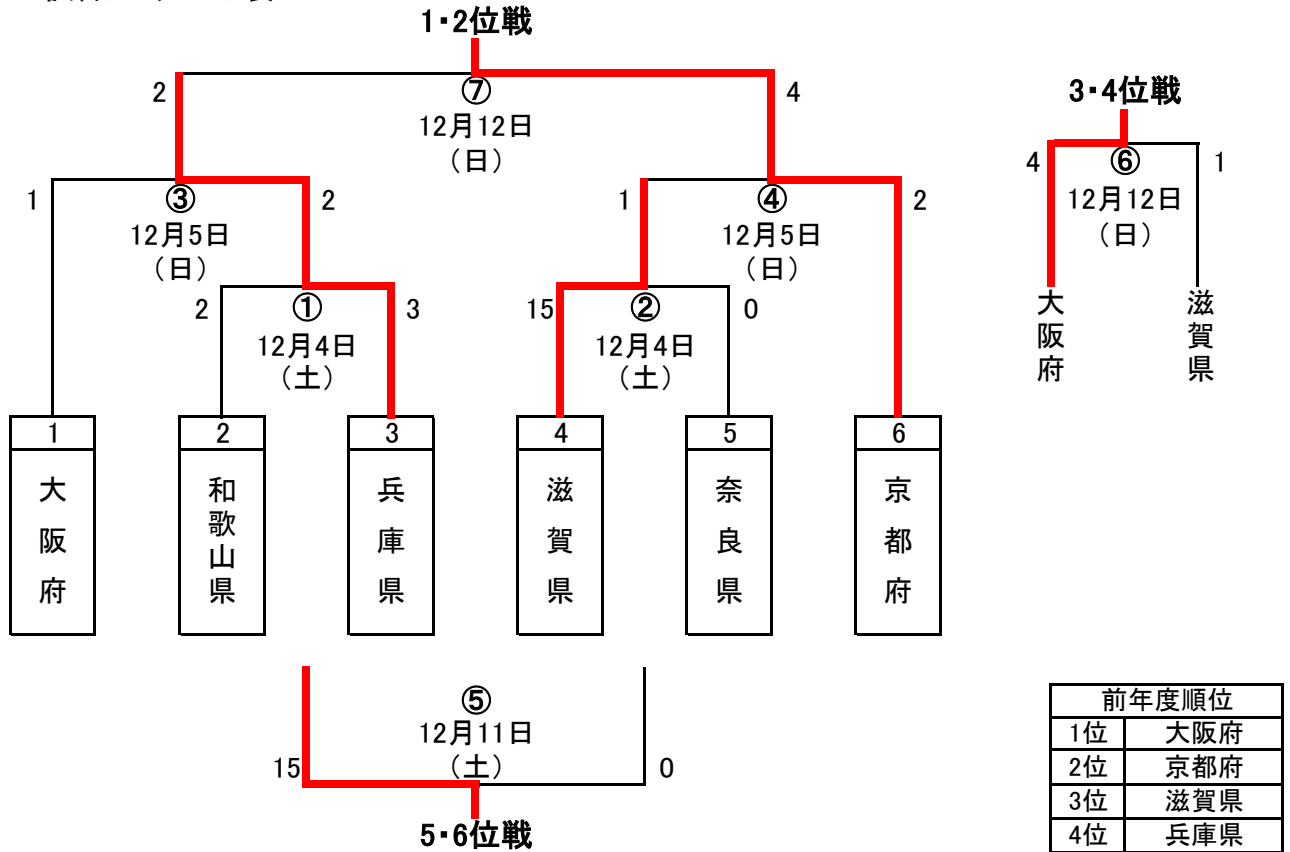 1・2位戦
2
⑦
4
12月12日
（日）
3・4位戦
4
⑥
1
12月12日
（日）
大阪府
滋賀県
1
③
2
12月5日
（日）
1
④
2
12月5日
（日）
2
①
3
12月4日
（土）
15
②
0
12月4日
（土）
1
2
3
4
5
6
大阪府
和歌山県
兵庫県
滋賀県
奈良県
京都府
⑤
12月11日
（土）
15
0
5・6位戦
前年度順位
1位 大阪府
2位 京都府
3位 滋賀県
4位 兵庫県